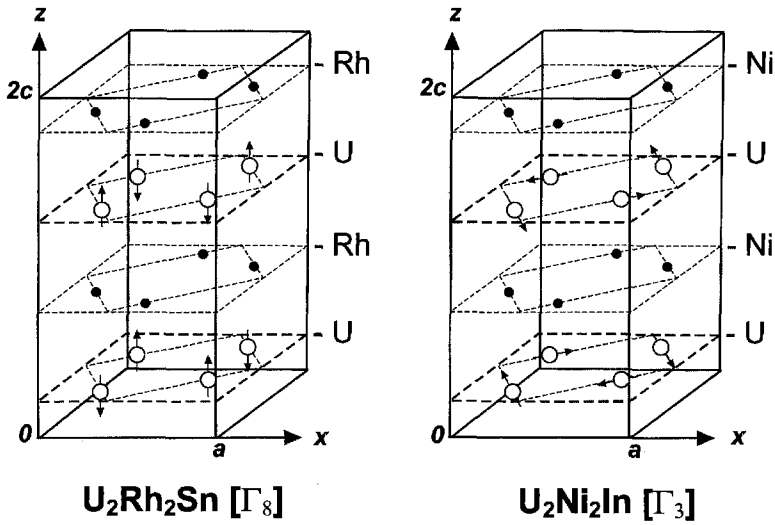 z
2c
Rh
U
Rh
U
0
a
x
U₂Rh₂Sn [Γ₈]
z
2c
Ni
U
Ni
U
0
a
x
U₂Ni₂In [Γ₃]